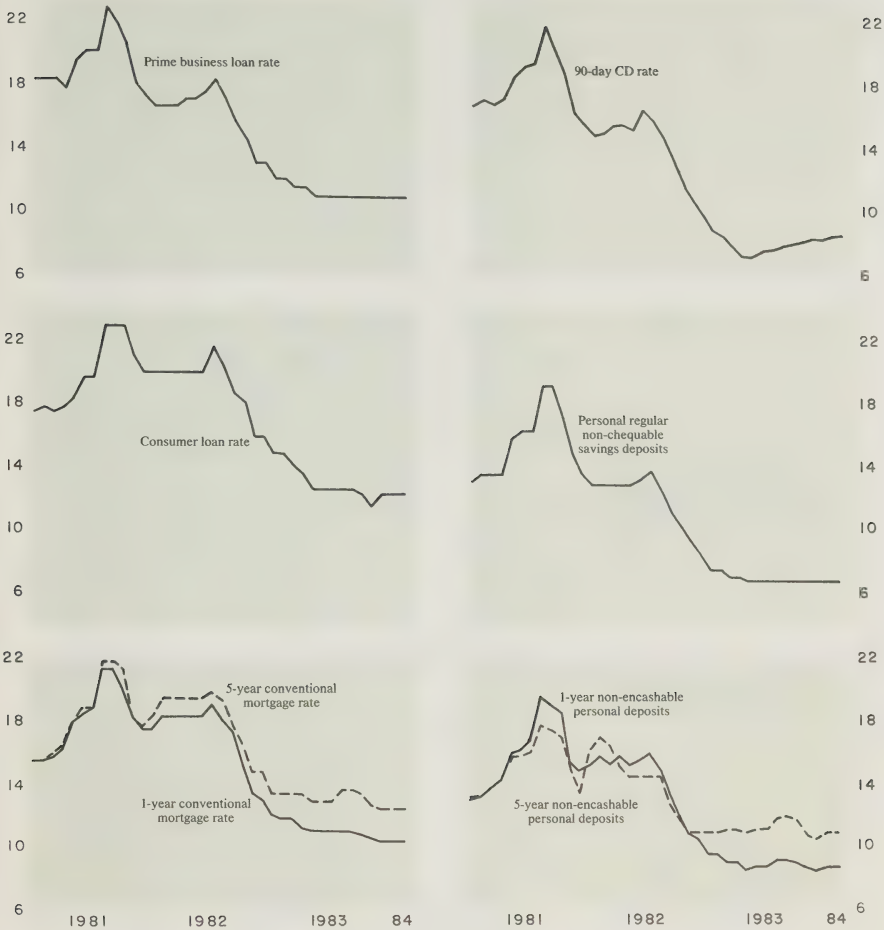 22
18
14
10
6
Prime business loan rate
90-day CD rate
22
18
14
10
6
22
18
14
10
6
Consumer loan rate
Personal regular
non-chequable
savings deposits
22
18
14
10
6
22
18
14
10
6
5-year conventional
mortgage rate
1-year conventional
mortgage rate
1-year non-encashable
personal deposits
5-year non-encashable
personal deposits
22
18
14
10
6
1981 1982 1983 84
1981 1982 1983 84